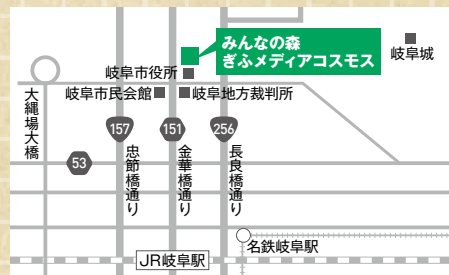 みんなの森
ぎふメディアコスモス
岐阜城
岐阜市役所
岐阜市民会館
岐阜地方裁判所
大縄場大橋
157
151
256
53
忠節橋通り
金華橋通り
長良橋通り
名鉄岐阜駅
JR岐阜駅